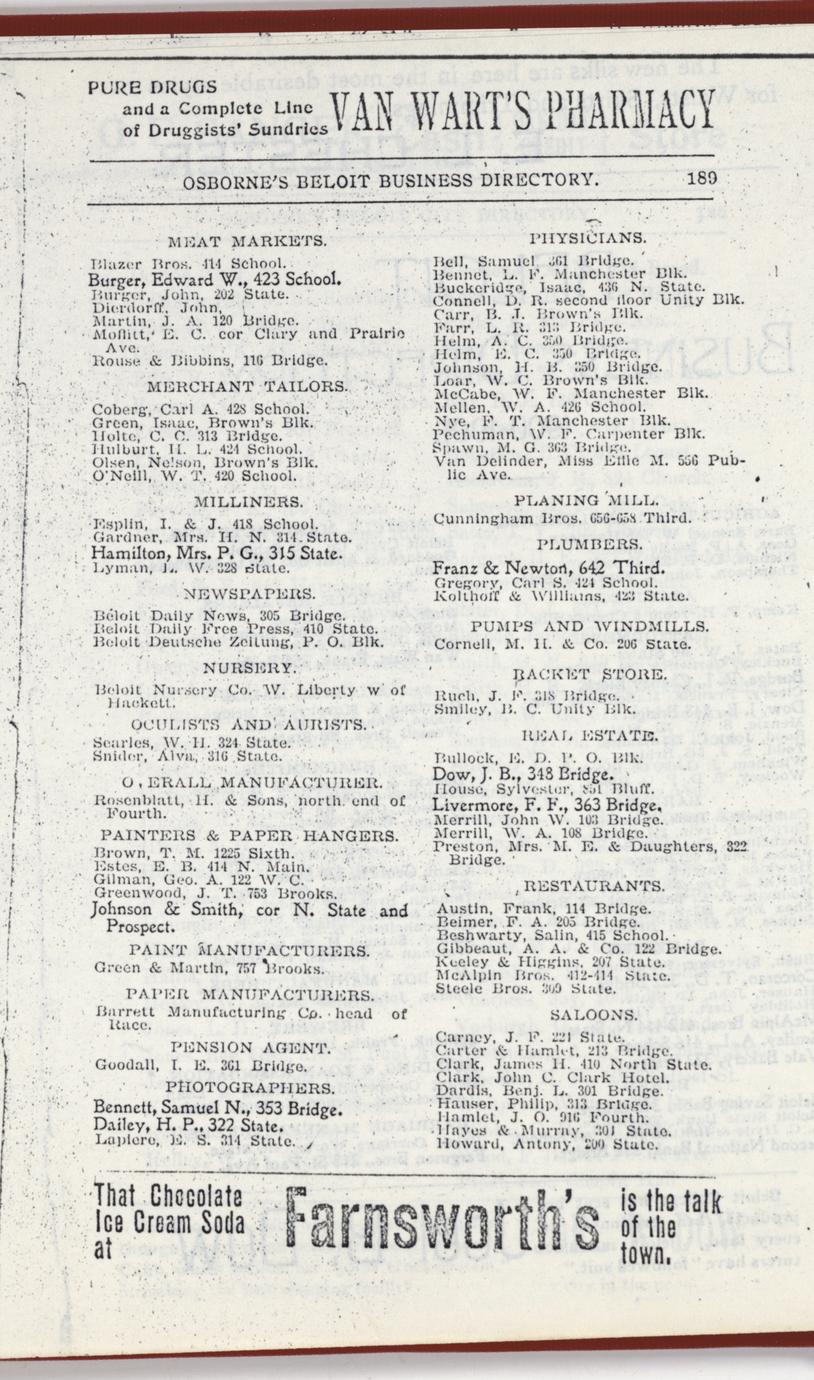 PURE DRUGS
and a Complete Line
of Druggists' Sundries
VAN WART'S PHARMACY
OSBORNE'S BELOIT BUSINESS DIRECTORY. 189
MEAT MARKETS.
Blazer Bros. 414 School.
Burger, Edward W., 423 School.
Burger, John, 202 State.
Dierdorff, John,
Martin, J. A. 120 Bridge.
Moffitt, E. C. cor Clary and Prairie
Ave.
Rouse & Bibbins, 116 Bridge.
MERCHANT TAILORS.
Coberg, Carl A. 428 School.
Green, Isaac, Brown's Blk.
Holte, C. C. 313 Bridge.
Hulburt, H. L. 424 School.
Olsen, Nelson, Brown's Blk.
O'Neill, W. T. 420 School.
MILLINERS.
Esplin, I. & J. 418 School.
Gardner, Mrs. H. N. 314 State.
Hamilton, Mrs. P. G., 315 State.
Lyman, L. W. 328 State.
NEWSPAPERS.
Beloit Daily News, 305 Bridge.
Beloit Daily Free Press, 410 State.
Beloit Deutsche Zeitung, P. O. Blk.
NURSERY.
Beloit Nursery Co. W. Liberty w of
Hackett.
OCULISTS AND AURISTS.
Searles, W. H. 324 State.
Snider, Alva, 316 State.
O,ERALL MANUFACTURER.
Rosenblatt, H. & Sons, north end of
Fourth.
PAINTERS & PAPER HANGERS.
Brown, T. M. 1225 Sixth.
Estes, E. B. 414 N. Main.
Gilman, Geo. A. 122 W. C.
Greenwood, J. T. 753 Brooks.
Johnson & Smith, cor N. State and
Prospect.
PAINT MANUFACTURERS.
Green & Martin, 757 Brooks.
PAPER MANUFACTURERS.
Barrett Manufacturing Co. head of
Race.
PENSION AGENT.
Goodall, I. E. 361 Bridge.
PHOTOGRAPHERS.
Bennett, Samuel N., 353 Bridge.
Dailey, H. P., 322 State.
Lapiere, E. S. 314 State.
PHYSICIANS.
Bell, Samuel 361 Bridge.
Bennet, L. F. Manchester Blk.
Buckeridge, Isaac, 436 N. State.
Connell, D. R. second floor Unity Blk.
Carr, B. J. Brown's Blk.
Farr, L. R. 313 Bridge.
Helm, A. C. 350 Bridge.
Helm, E. C. 350 Bridge.
Johnson, H. B. 350 Bridge.
Loar, W. C. Brown's Blk.
McCabe, W. F. Manchester Blk.
Mellen, W. A. 426 School.
Nye, F. T. Manchester Blk.
Pechuman, W. F. Carpenter Blk.
Spawn, M. G. 363 Bridge.
Van Delinder, Miss Effie M. 556 Pub-
lic Ave.
PLANING MILL.
Cunningham Bros. 656-658 Third.
PLUMBERS.
Franz & Newton, 642 Third.
Gregory, Carl S. 424 School.
Kolthoff & Williams, 423 State.
PUMPS AND WINDMILLS.
Cornell, M. H. & Co. 206 State.
RACKET STORE.
Ruch, J. F. 318 Bridge.
Smiley, B. C. Unity Blk.
REAL ESTATE.
Bullock, E. D. P. O. Blk.
Dow, J. B., 348 Bridge.
House, Sylvester, 851 Bluff.
Livermore, F. F., 363 Bridge.
Merrill, John W. 103 Bridge.
Merrill, W. A. 108 Bridge.
Preston, Mrs. M. E. & Daughters, 322
Bridge.
RESTAURANTS.
Austin, Frank, 114 Bridge.
Beimer, F. A. 205 Bridge.
Beshwarty, Salin, 415 School.
Gibbeaut, A. A. & Co. 122 Bridge.
Keeley & Higgins, 207 State.
McAlpin Bros. 412-414 State.
Steele Bros. 309 State.
SALOONS.
Carney, J. F. 221 State.
Carter & Hamlet, 213 Bridge.
Clark, James H. 410 North State.
Clark, John C. Clark Hotel.
Dardis, Benj. L. 301 Bridge.
Hauser, Philip, 313 Bridge.
Hamlet, J. O. 916 Fourth.
Hayes & Murray, 301 State.
Howard, Antony, 200 State.
That Chocolate
Ice Cream Soda
at
Farnsworth's
is the talk
of the
town.